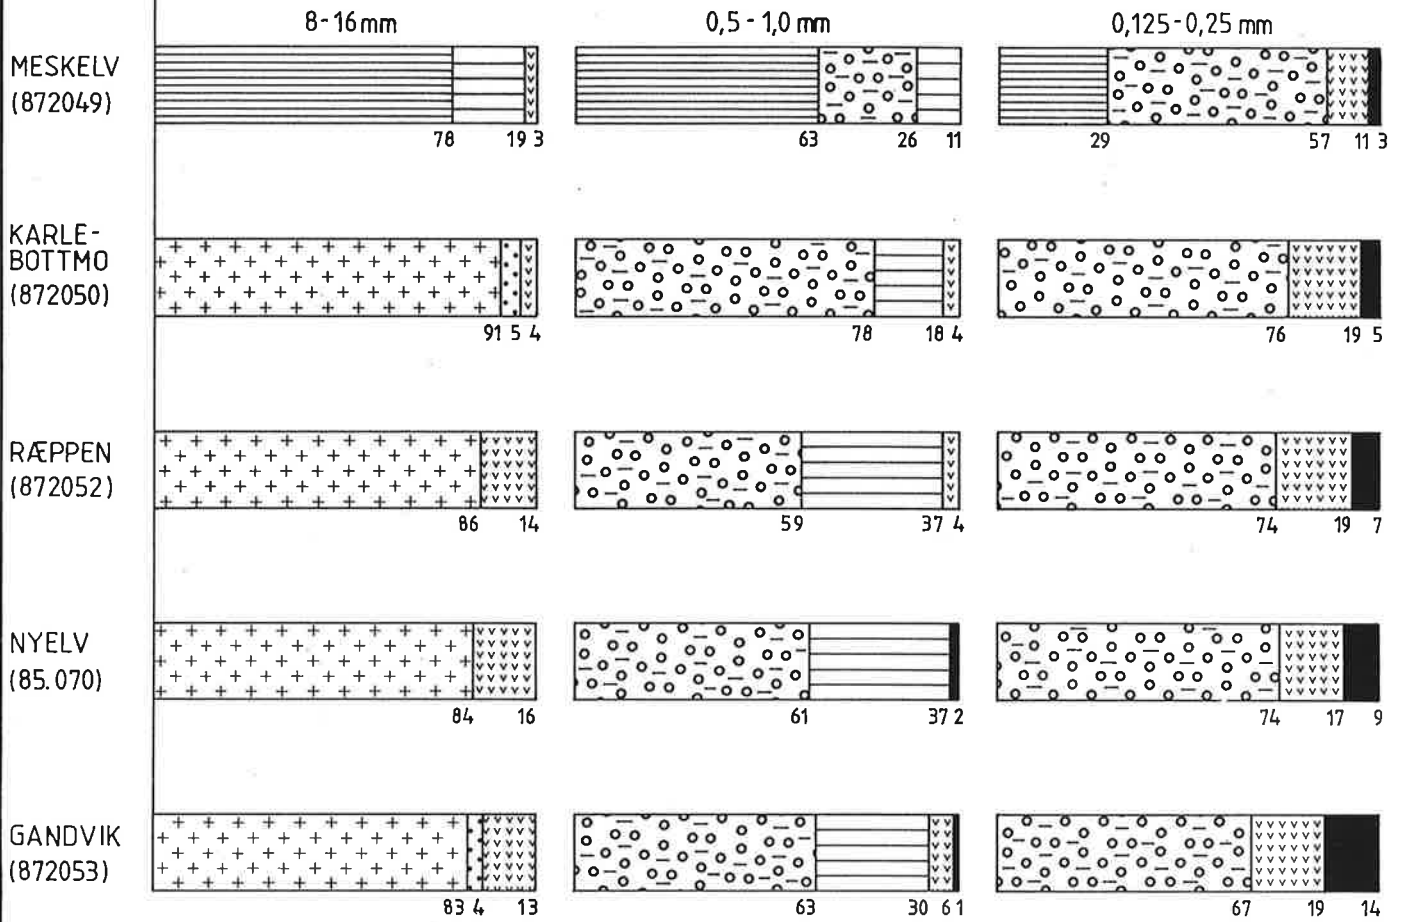 8-16mm 0,5-1,0mm 0,125-0,25 mm
MESKELV
(872049)
78 19 3 63 26 11 29 57 11 3
KARLE-
BOTTMO
(872050)
91 5 4 78 18 4 76 19 5
RÆPPEN
(872052)
86 14 59 37 4 74 19 7
NYELV
(85.070)
84 16 61 37 2 74 17 9
GANDVIK
(872053)
83 4 13 63 30 6 1 67 19 14